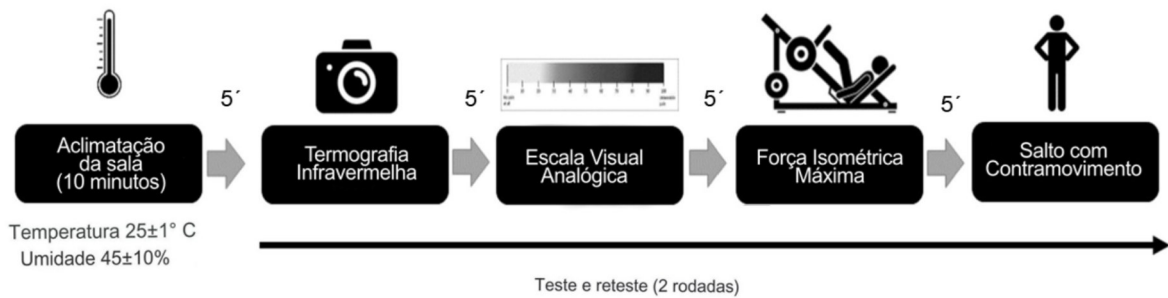 5´
5´
5´
5´
Aclimatação
da sala
(10 minutos)
Termografia
Infravermelha
Escala Visual
Analógica
Força Isométrica
Máxima
Salto com
Contramovimento
Temperatura 25±1° C
Umidade 45±10%
Teste e reteste (2 rodadas)